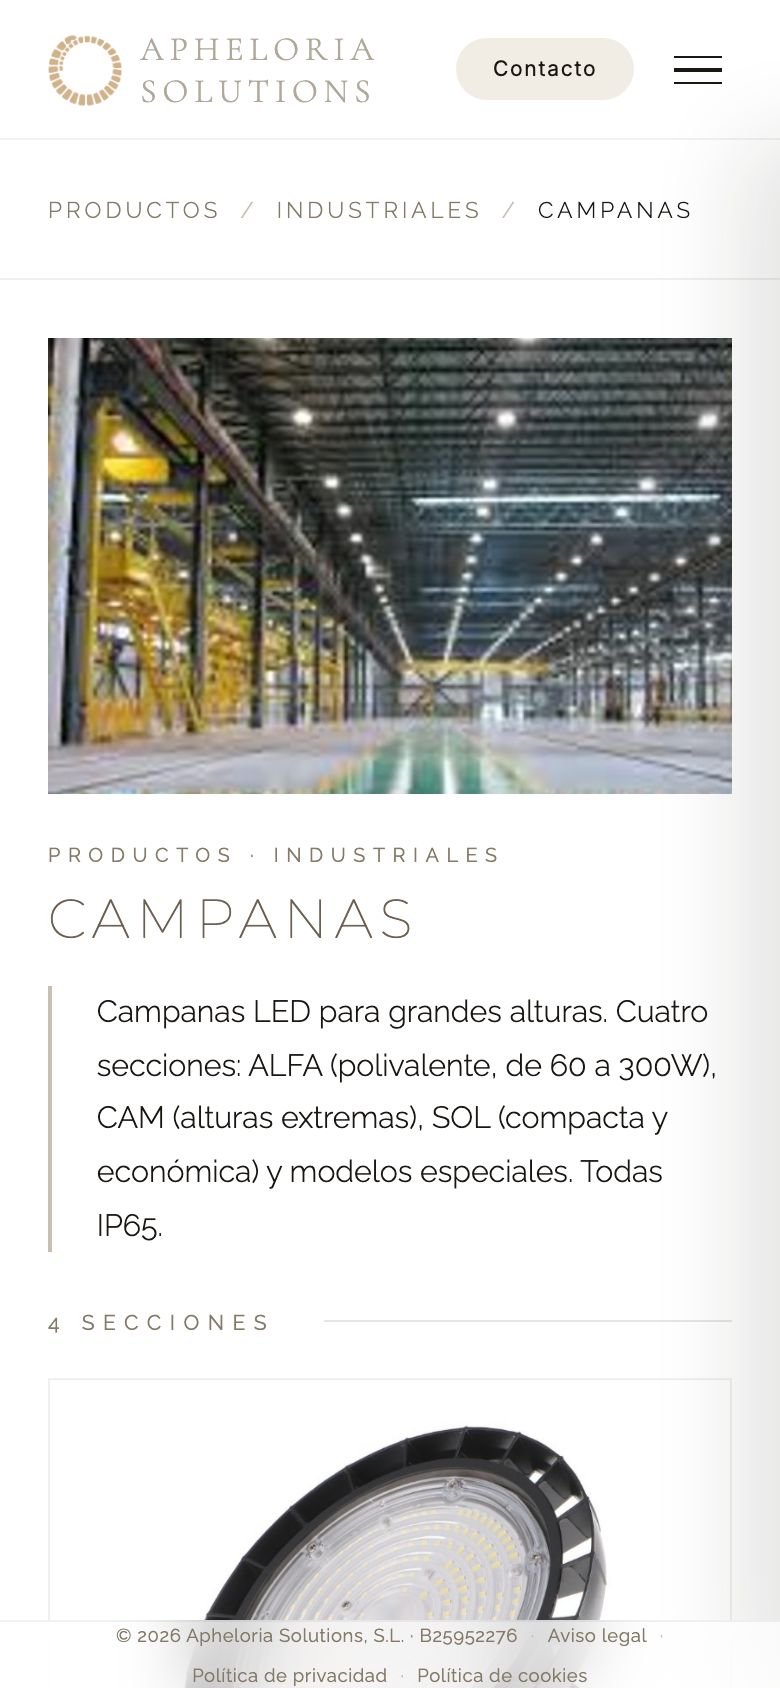 APHELORIA
SOLUTIONS
Contacto
PRODUCTOS / INDUSTRIALES / CAMPANAS
PRODUCTOS · INDUSTRIALES
CAMPANAS
Campanas LED para grandes alturas. Cuatro
secciones: ALFA (polivalente, de 60 a 300W),
CAM (alturas extremas), SOL (compacta y
económica) y modelos especiales. Todas
IP65.
4 SECCIONES
© 2026 Apheloria Solutions, S.L. · B25952276 · Aviso legal ·
Política de privacidad · Política de cookies